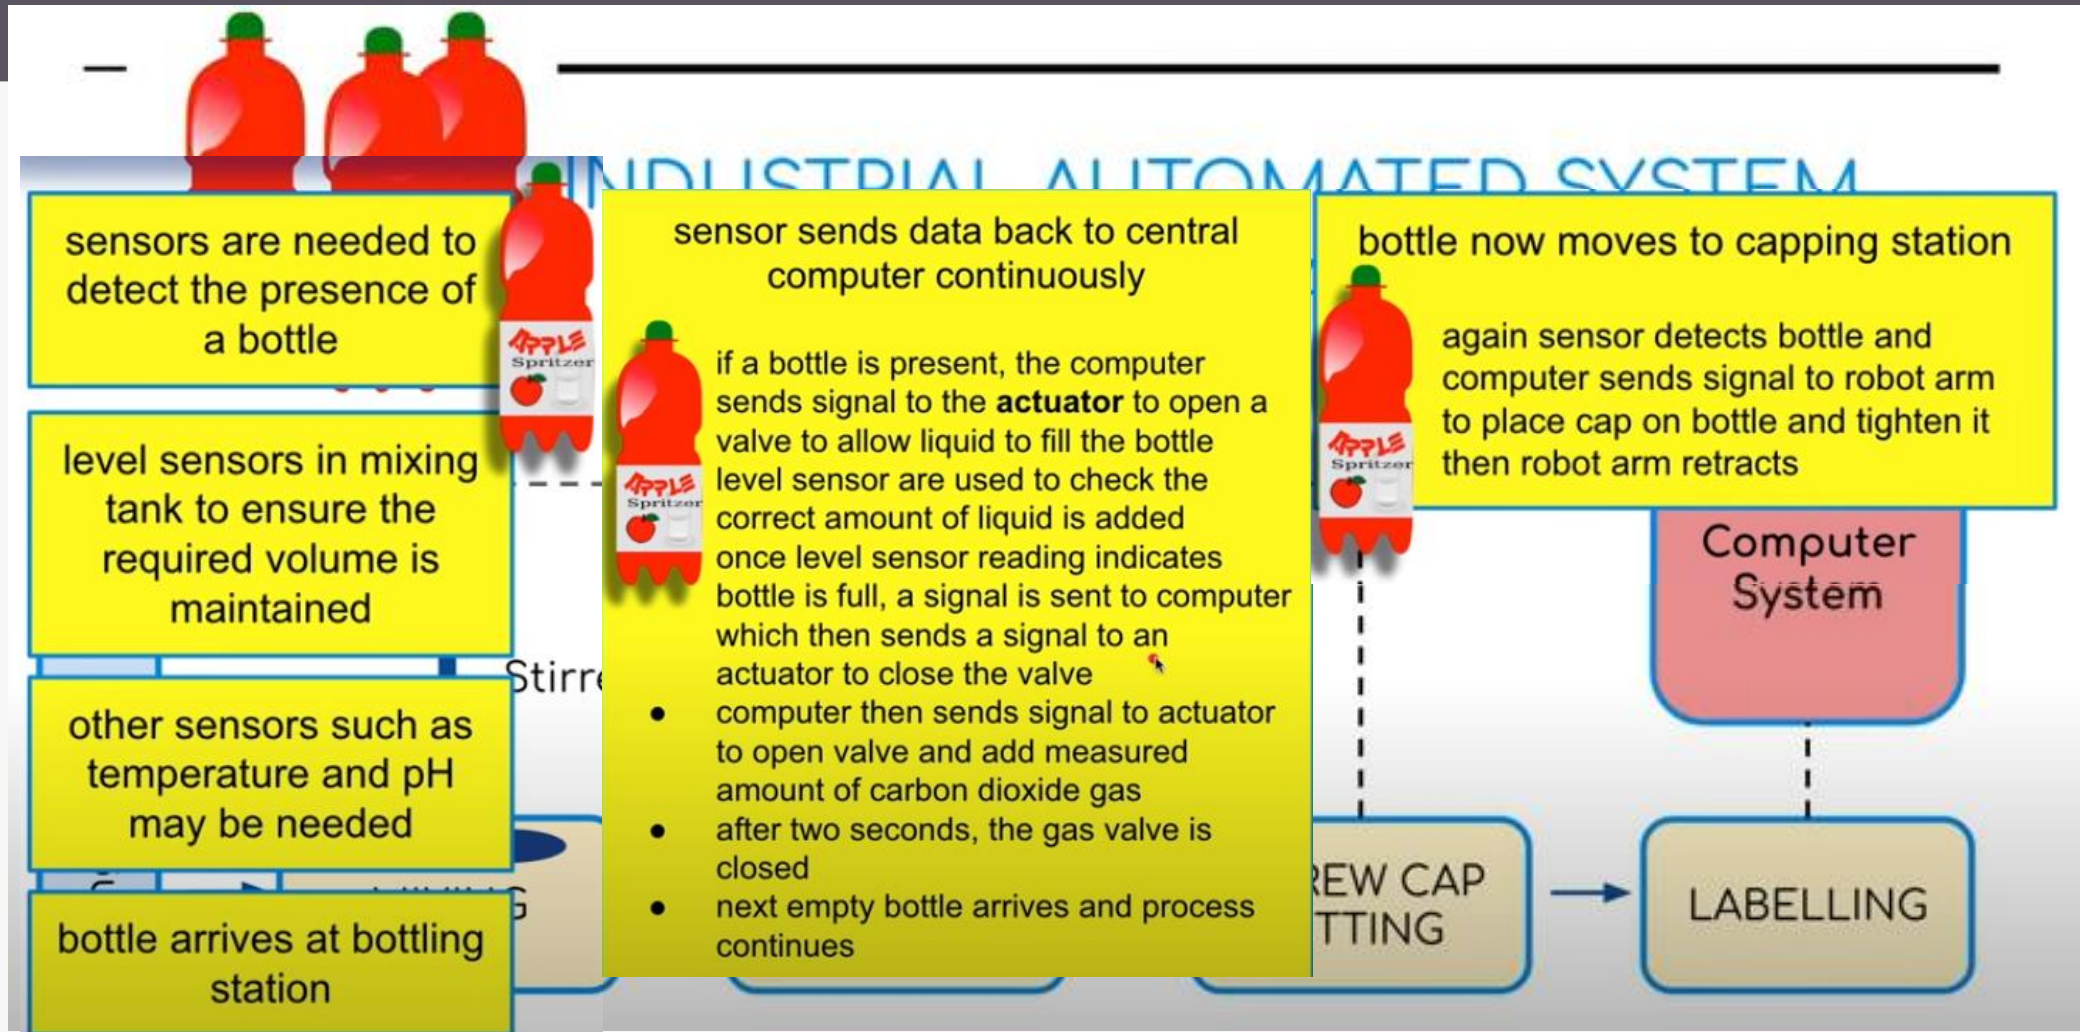 INDUSTRIAL AUTOMATED SYSTEM
sensors are needed to
detect the presence of
a bottle
level sensors in mixing
tank to ensure the
required volume is
maintained
other sensors such as
temperature and pH
may be needed
bottle arrives at bottling
station
APPLE
Spritzer
sensor sends data back to central
computer continuously
if a bottle is present, the computer
sends signal to the actuator to open a
valve to allow liquid to fill the bottle
level sensor are used to check the
correct amount of liquid is added
once level sensor reading indicates
bottle is full, a signal is sent to computer
which then sends a signal to an
actuator to close the valve
● computer then sends signal to actuator
to open valve and add measured
amount of carbon dioxide gas
● after two seconds, the gas valve is
closed
● next empty bottle arrives and process
continues
APPLE
Spritzer
bottle now moves to capping station
again sensor detects bottle and
computer sends signal to robot arm
to place cap on bottle and tighten it
then robot arm retracts
APPLE
Spritzer
Computer
System
Stirre
REW CAP
TTING
LABELLING